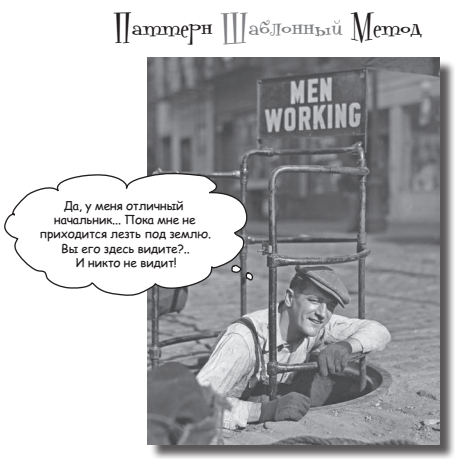 Паттерн Шаблонный Метод
MEN
WORKING
Да, у меня отличный
начальник... Пока мне не
приходится лезть под землю.
Вы его здесь видите?..
И никто не видит!